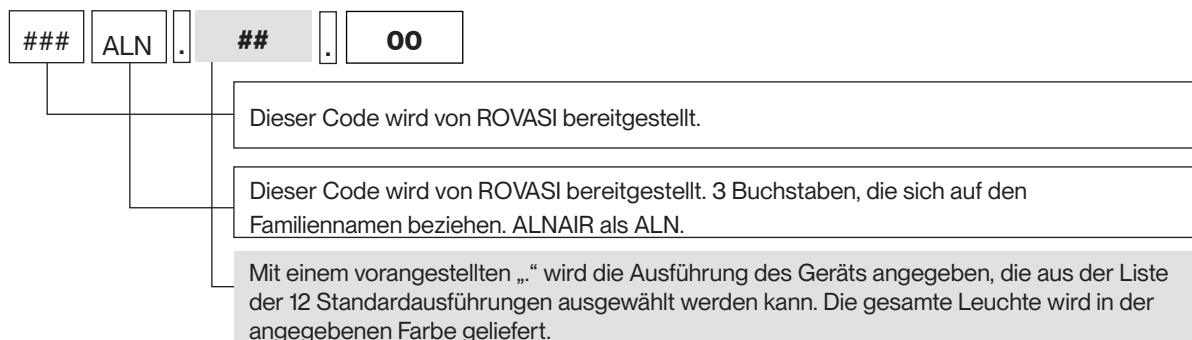 ### ALN . ## . 00
Dieser Code wird von ROVASI bereitgestellt.
Dieser Code wird von ROVASI bereitgestellt. 3 Buchstaben, die sich auf den
Familiennamen beziehen. ALNAIR als ALN.
Mit einem vorangestellten „.“ wird die Ausführung des Geräts angegeben, die aus der Liste
der 12 Standardausführungen ausgewählt werden kann. Die gesamte Leuchte wird in der
angegebenen Farbe geliefert.